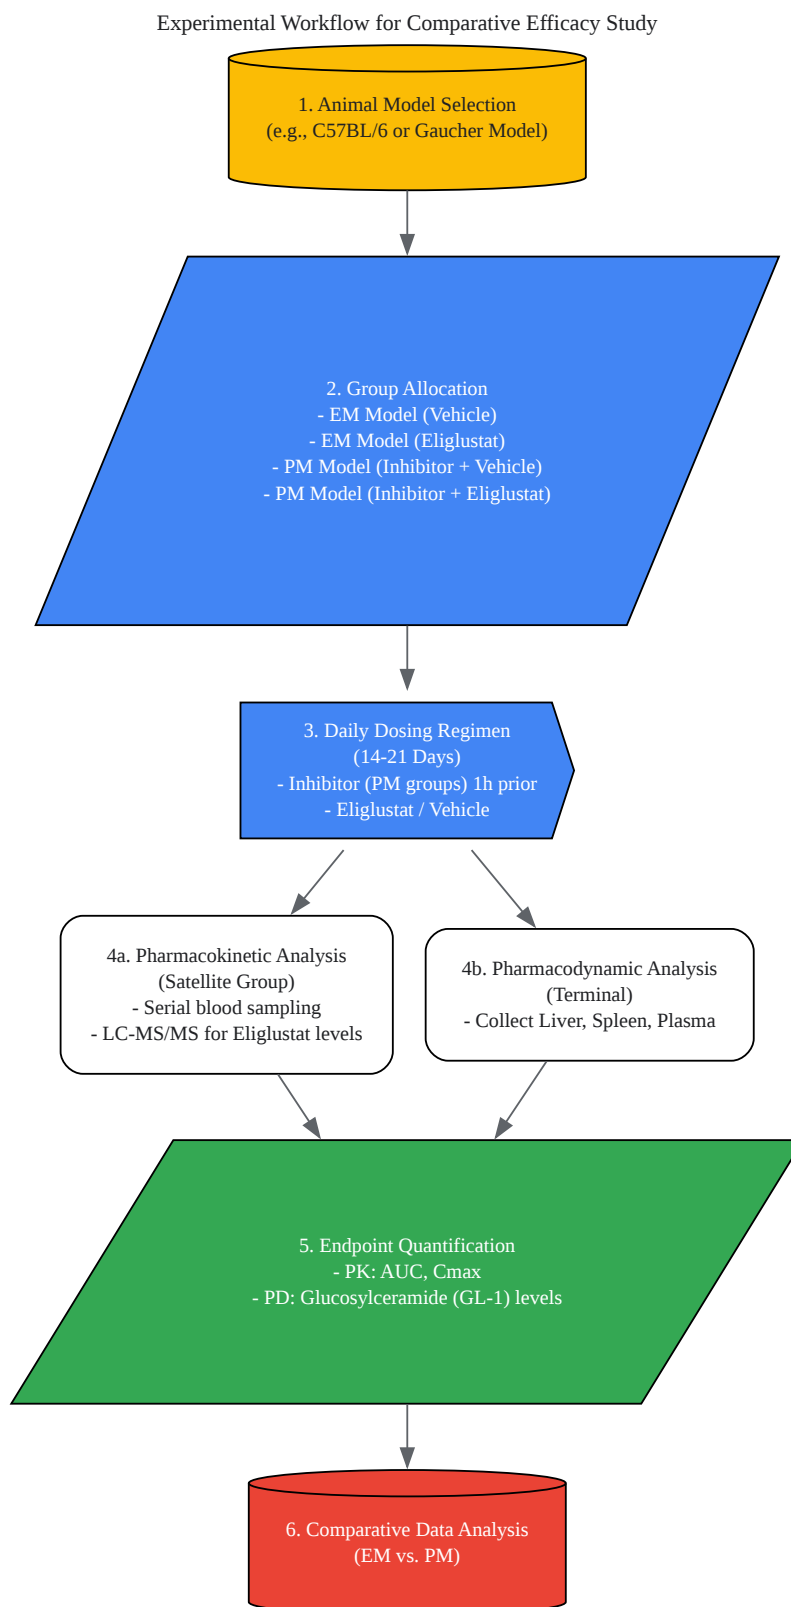 Experimental Workflow for Comparative Efficacy Study
1. Animal Model Selection
(e.g., C57BL/6 or Gaucher Model)
2. Group Allocation
- EM Model (Vehicle)
- EM Model (Eliglustat)
- PM Model (Inhibitor + Vehicle)
- PM Model (Inhibitor + Eliglustat)
3. Daily Dosing Regimen
(14-21 Days)
- Inhibitor (PM groups) 1h prior
- Eliglustat / Vehicle
4a. Pharmacokinetic Analysis
(Satellite Group)
- Serial blood sampling
- LC-MS/MS for Eliglustat levels
4b. Pharmacodynamic Analysis
(Terminal)
- Collect Liver, Spleen, Plasma
5. Endpoint Quantification
- PK: AUC, Cmax
- PD: Glucosylceramide (GL-1) levels
6. Comparative Data Analysis
(EM vs. PM)